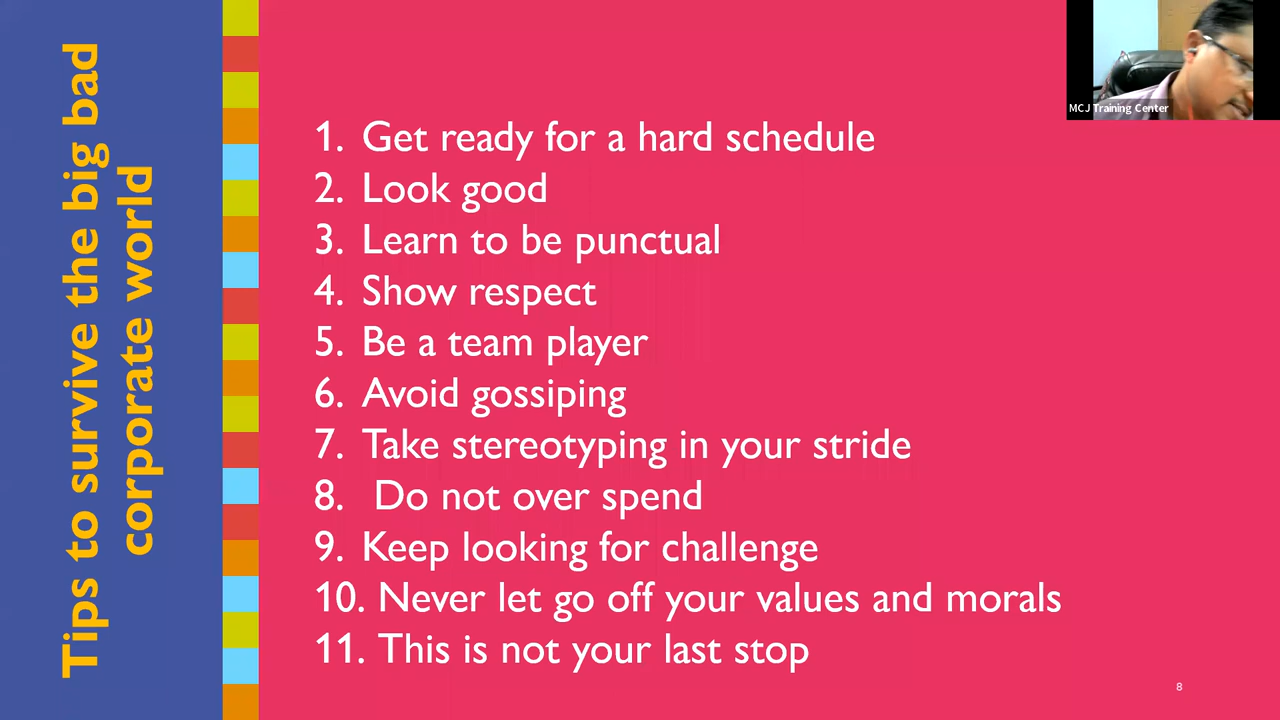 Tips to survive the big bad
corporate world
MCJ Training Center
1. Get ready for a hard schedule
2. Look good
3. Learn to be punctual
4. Show respect
5. Be a team player
6. Avoid gossiping
7. Take stereotyping in your stride
8. Do not over spend
9. Keep looking for challenge
10. Never let go off your values and morals
11. This is not your last stop
8